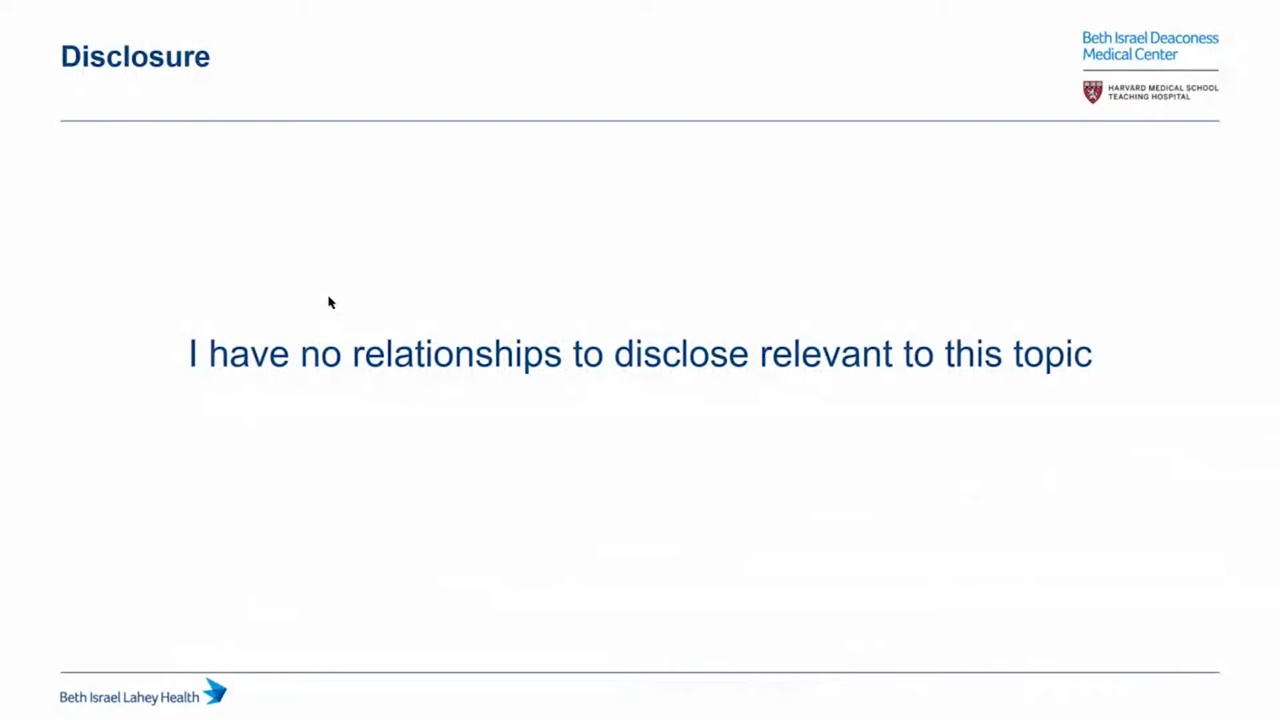 Disclosure
Beth Israel Deaconess
Medical Center
HARVARD MEDICAL SCHOOL
TEACHING HOSPITAL
I have no relationships to disclose relevant to this topic
Beth Israel Lahey Health